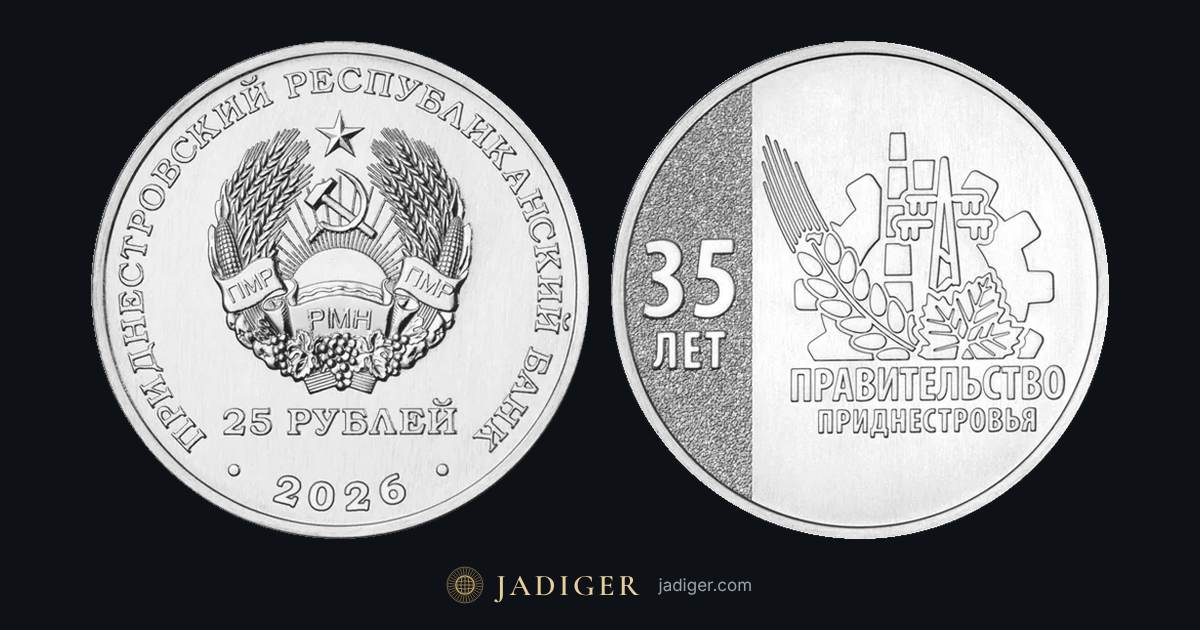 ПРИДНЕСТРОВСКИЙ РЕСПУБЛИКАНСКИЙ БАНК
ПМР
ПМР
РМН
25 РУБЛЕЙ
• 2026 •
35
ЛЕТ
ПРАВИТЕЛЬСТВО
ПРИДНЕСТРОВЬЯ
JADIGER
jadiger.com